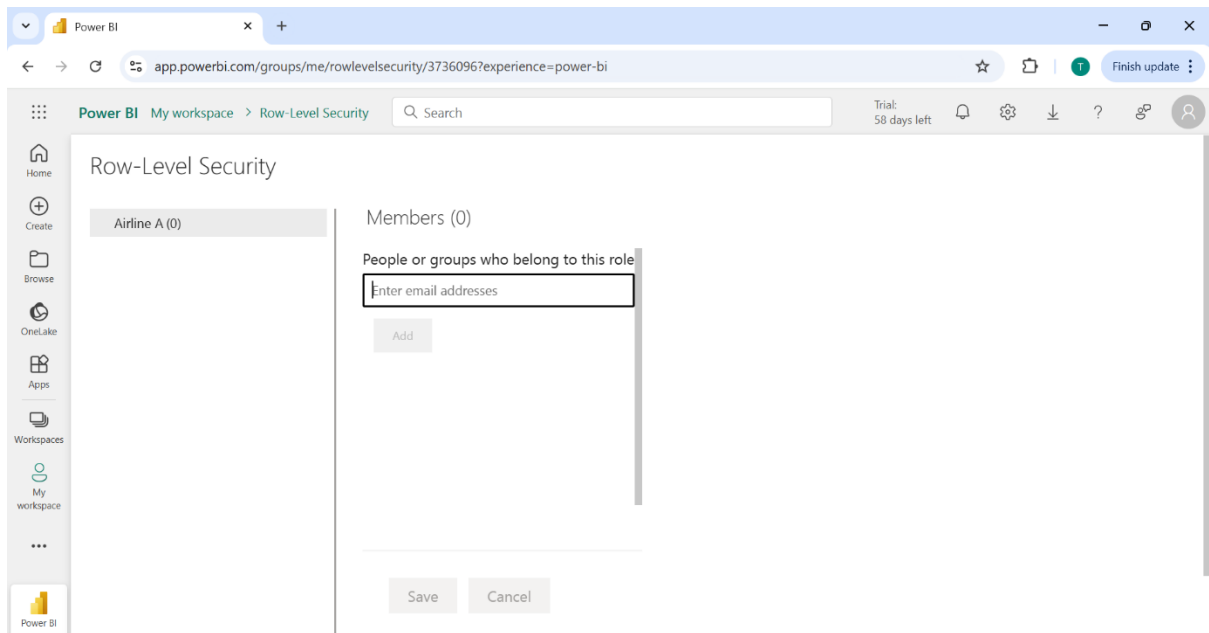 Power BI
app.powerbi.com/groups/me/rowlevelsecurity/3736096?experience=power-bi
T
Finish update
Power BI My workspace > Row-Level Security
Search
Trial:
58 days left
?
Home
Create
Browse
OneLake
Apps
Workspaces
My
workspace
Power BI
Row-Level Security
Airline A (0)
Members (0)
People or groups who belong to this role
Enter email addresses
Add
Save
Cancel